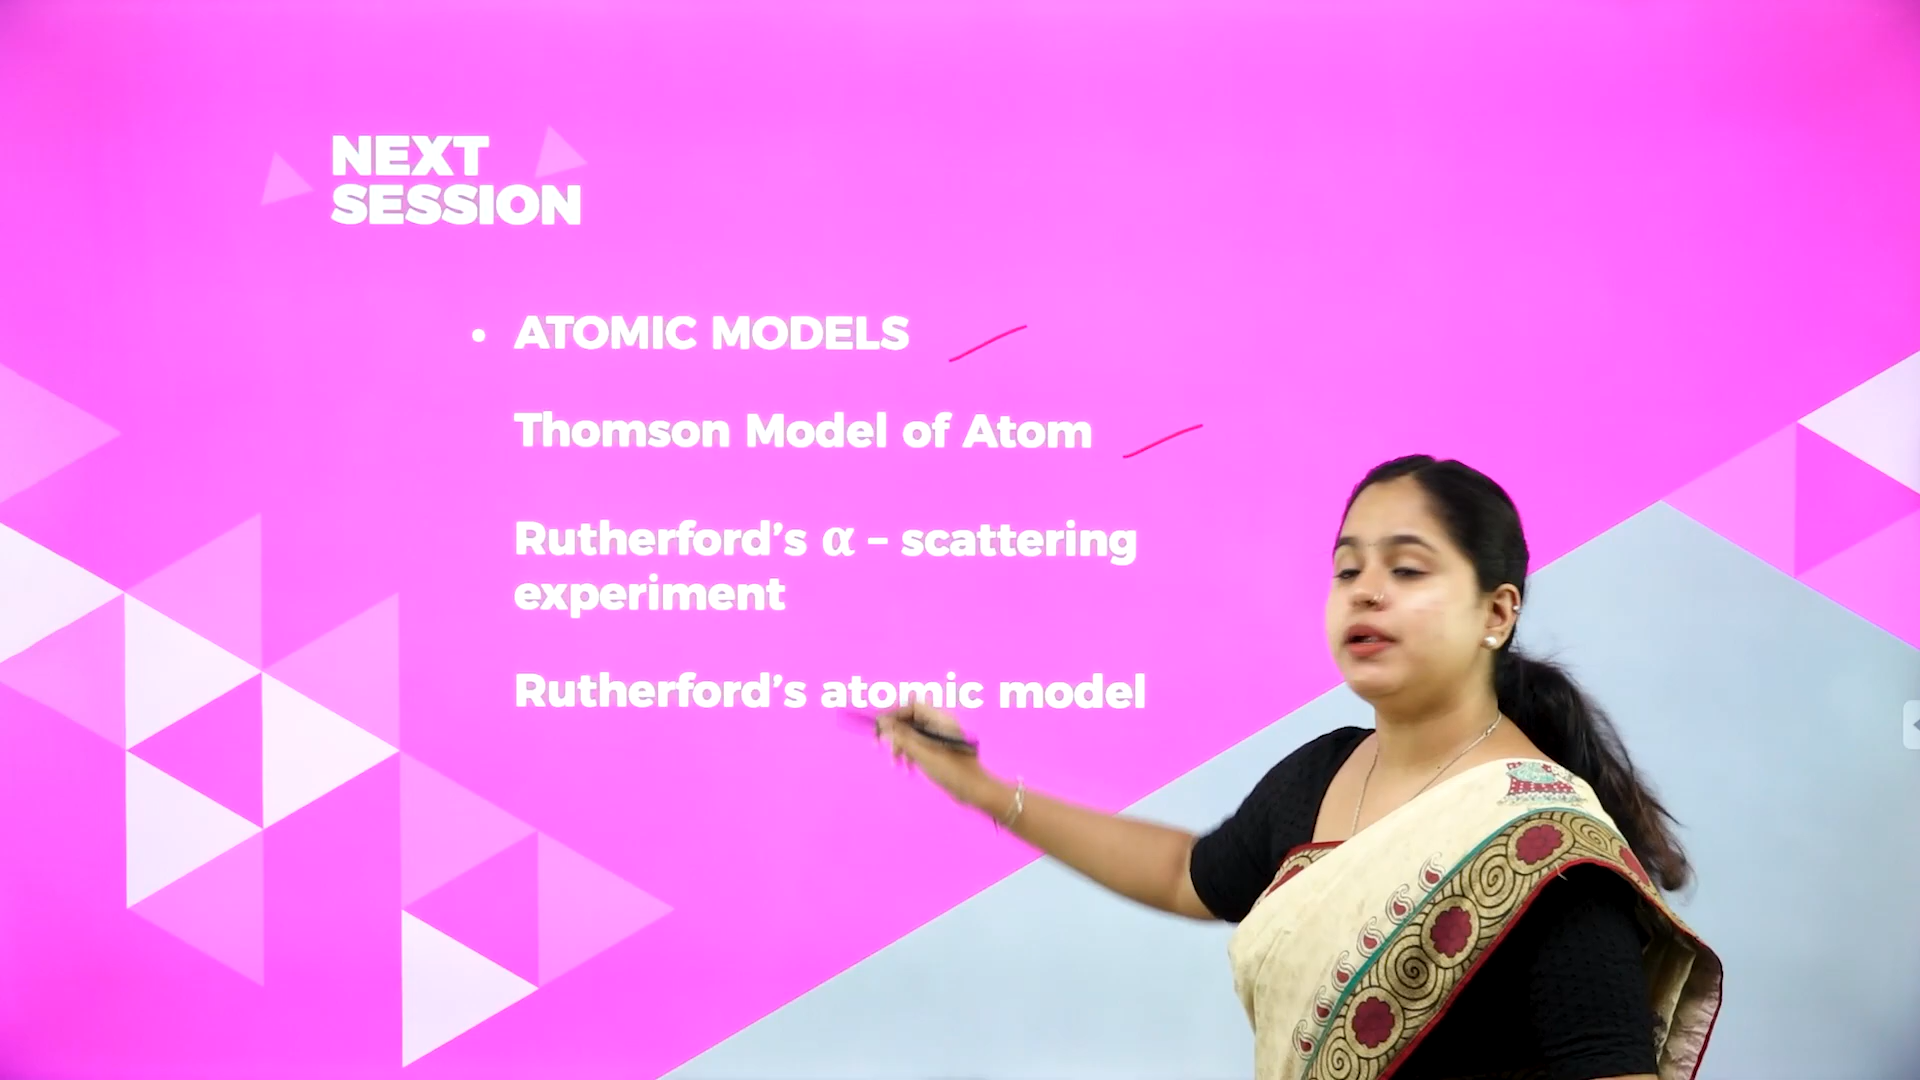 NEXT
SESSION
• ATOMIC MODELS
Thomson Model of Atom
Rutherford’s α – scattering
experiment
Rutherford’s atomic model